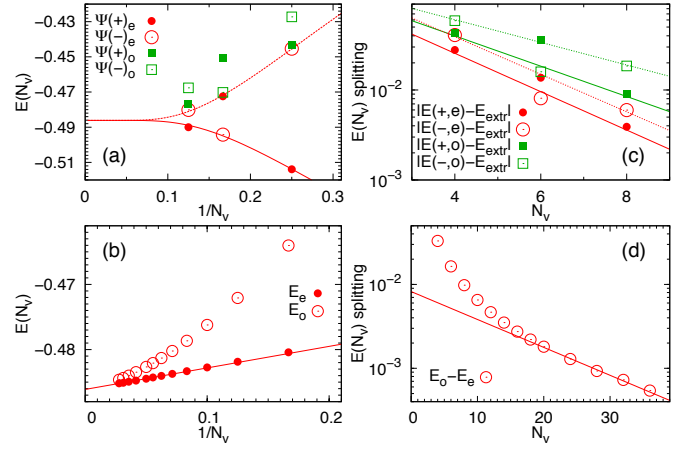 −0.43
−0.45
−0.47
−0.49
−0.51
E(Nᵥ)
Ψ(+)ₑ
Ψ(−)ₑ
Ψ(+)ₒ
Ψ(−)ₒ
(a)
0 0.1 0.2 0.3
1/Nᵥ
10⁻²
10⁻³
E(Nᵥ) splitting
(c)
|E(+,e)−Eₑₓₜᵣ|
|E(−,e)−Eₑₓₜᵣ|
|E(+,o)−Eₑₓₜᵣ|
|E(−,o)−Eₑₓₜᵣ|
4 6 8
Nᵥ
−0.47
−0.48
E(Nᵥ)
(b)
Eₑ
Eₒ
0 0.1 0.2
1/Nᵥ
10⁻²
10⁻³
E(Nᵥ) splitting
(d)
Eₒ−Eₑ
0 10 20 30 40
Nᵥ